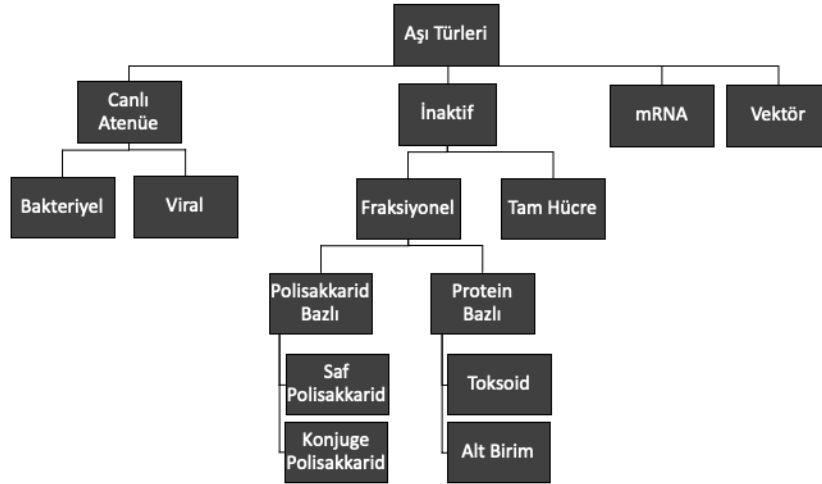 Aşı Türleri
Canlı
Atenüe
İnaktif
mRNA
Vektör
Bakteriyel
Viral
Fraksiyonel
Tam Hücre
Polisakkarid
Bazlı
Protein
Bazlı
Saf
Polisakkarid
Toksoid
Konjuge
Polisakkarid
Alt Birim